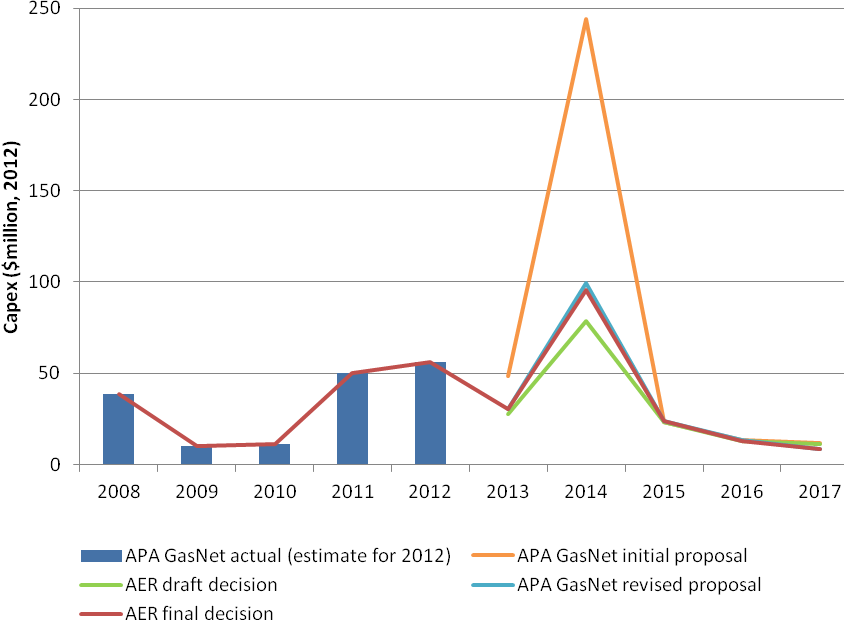 250
200
150
100
50
0
Capex ($million, 2012)
2008 2009 2010 2011 2012 2013 2014 2015 2016 2017
APA GasNet actual (estimate for 2012) APA GasNet initial proposal
AER draft decision APA GasNet revised proposal
AER final decision